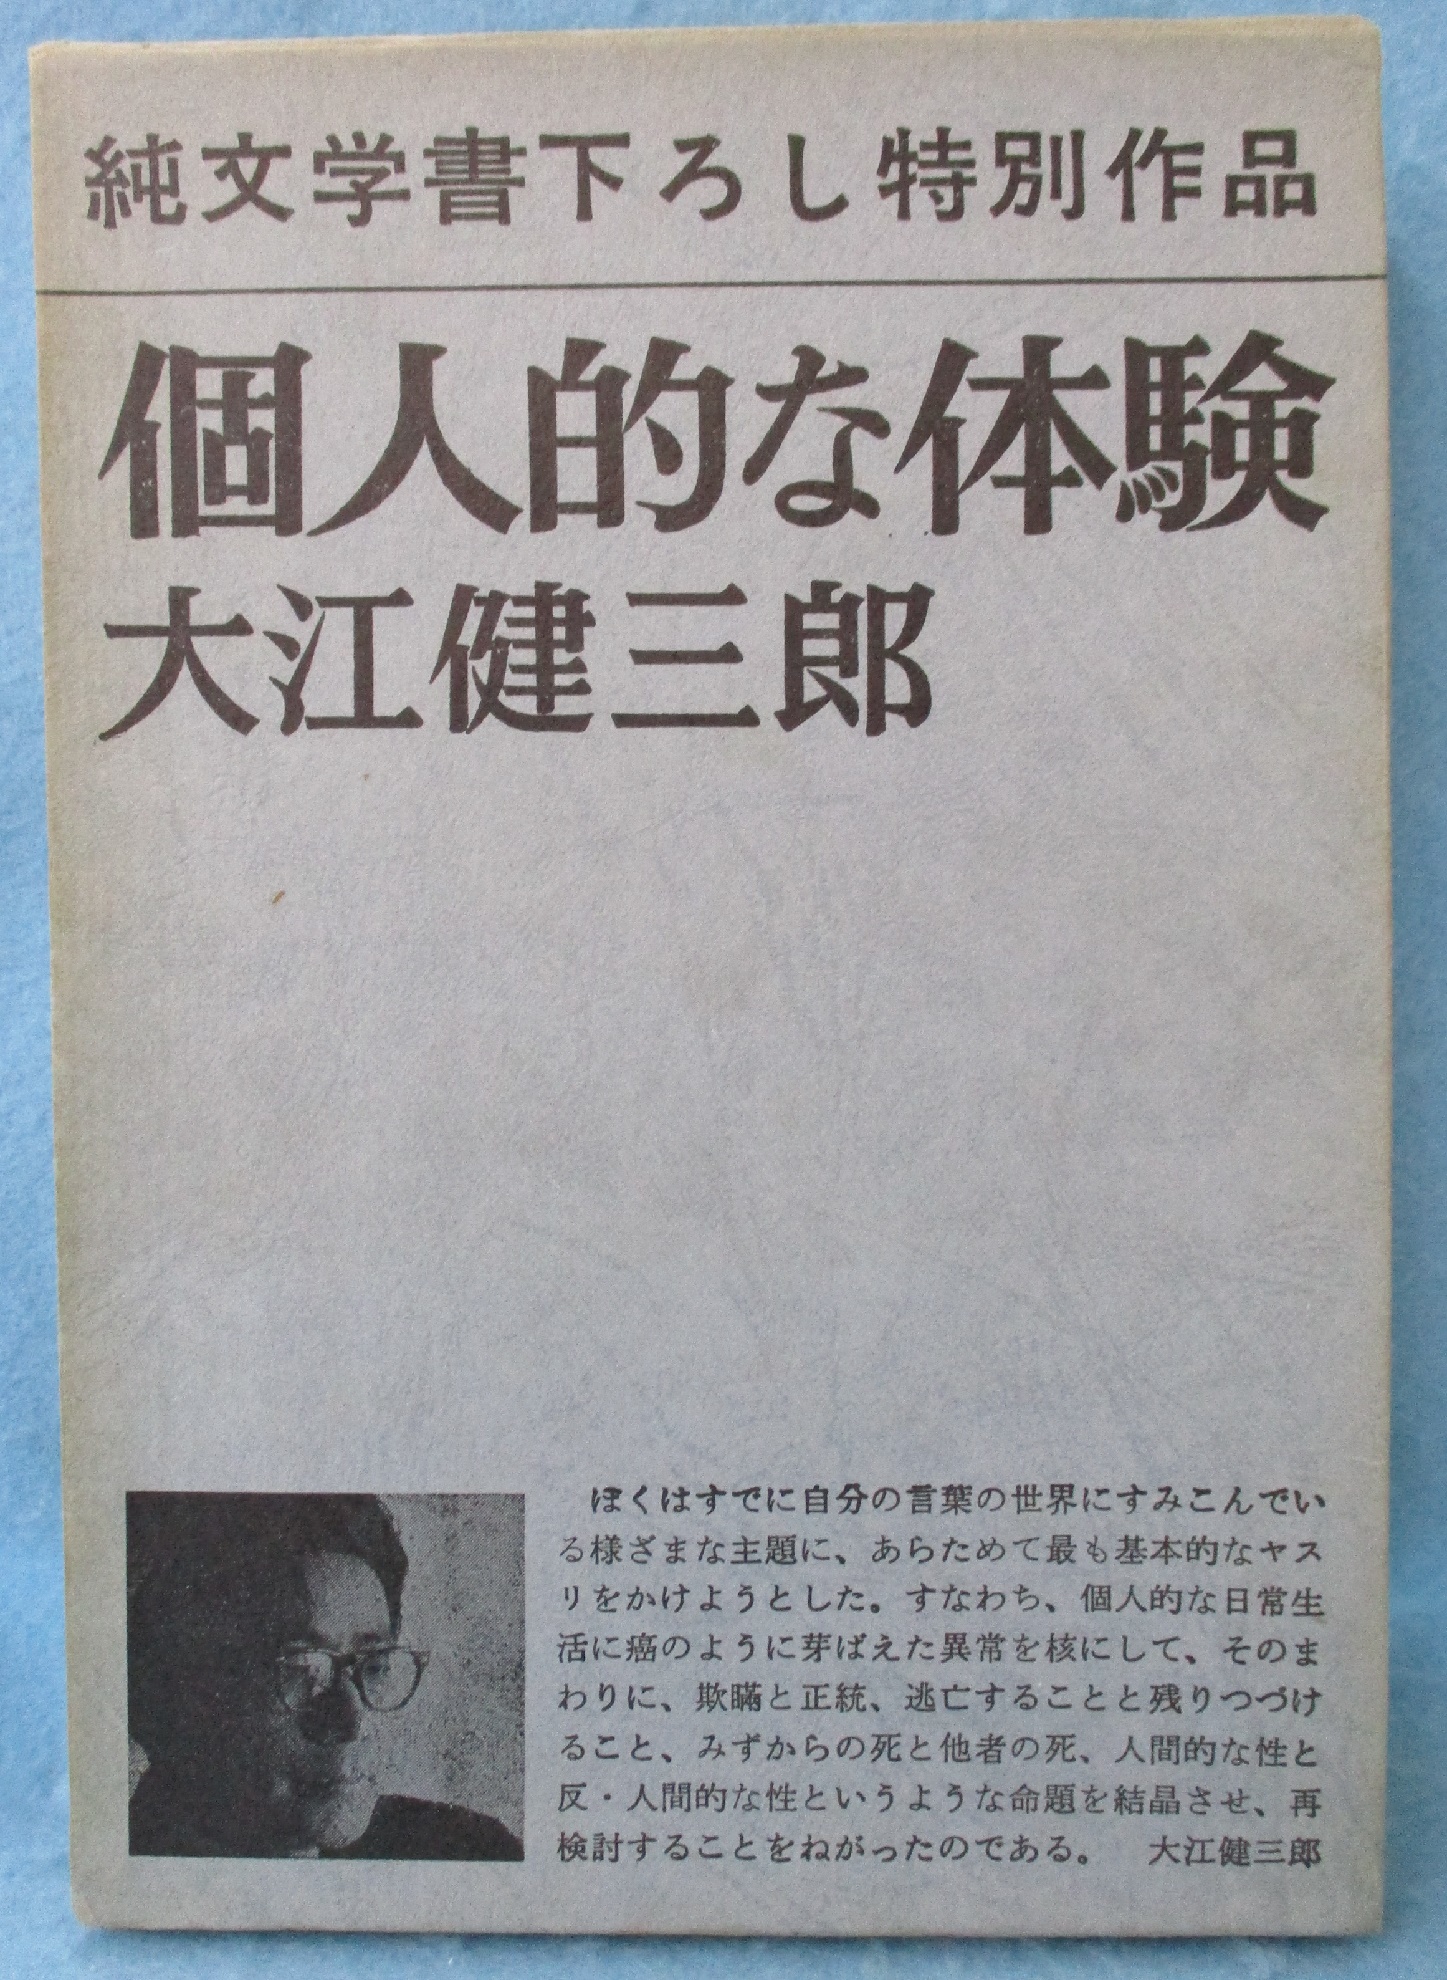 純文学書下ろし特別作品
個人的な体験
大江健三郎
ぼくはすでに自分の言葉の世界にすみこんでい
る様ざまな主題に、あらためて最も基本的なヤス
リをかけようとした。すなわち、個人的な日常生
活に癌のように芽ばえた異常を核にして、そのま
わりに、欺瞞と正統、逃亡することと残りつづけ
ること、みずからの死と他者の死、人間的な性と
反・人間的な性というような命題を結晶させ、再
検討することをねがったのである。　大江健三郎